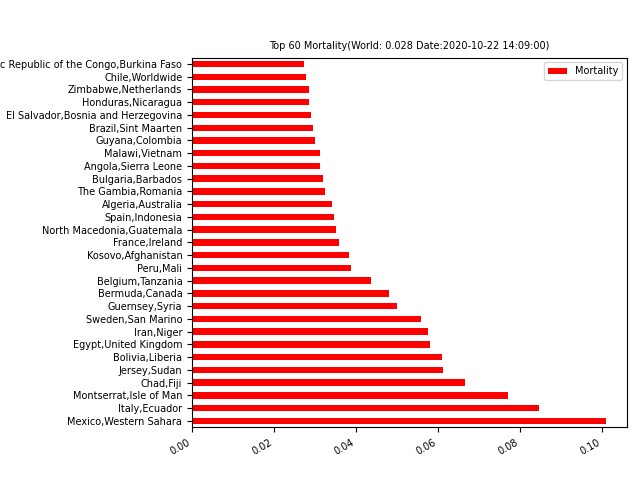 Top 60 Mortality(World: 0.028 Date:2020-10-22 14:09:00)
c Republic of the Congo,Burkina Faso
Chile,Worldwide
Zimbabwe,Netherlands
Honduras,Nicaragua
El Salvador,Bosnia and Herzegovina
Brazil,Sint Maarten
Guyana,Colombia
Malawi,Vietnam
Angola,Sierra Leone
Bulgaria,Barbados
The Gambia,Romania
Algeria,Australia
Spain,Indonesia
North Macedonia,Guatemala
France,Ireland
Kosovo,Afghanistan
Peru,Mali
Belgium,Tanzania
Bermuda,Canada
Guernsey,Syria
Sweden,San Marino
Iran,Niger
Egypt,United Kingdom
Bolivia,Liberia
Jersey,Sudan
Chad,Fiji
Montserrat,Isle of Man
Italy,Ecuador
Mexico,Western Sahara
Mortality
0.00 0.02 0.04 0.06 0.08 0.10